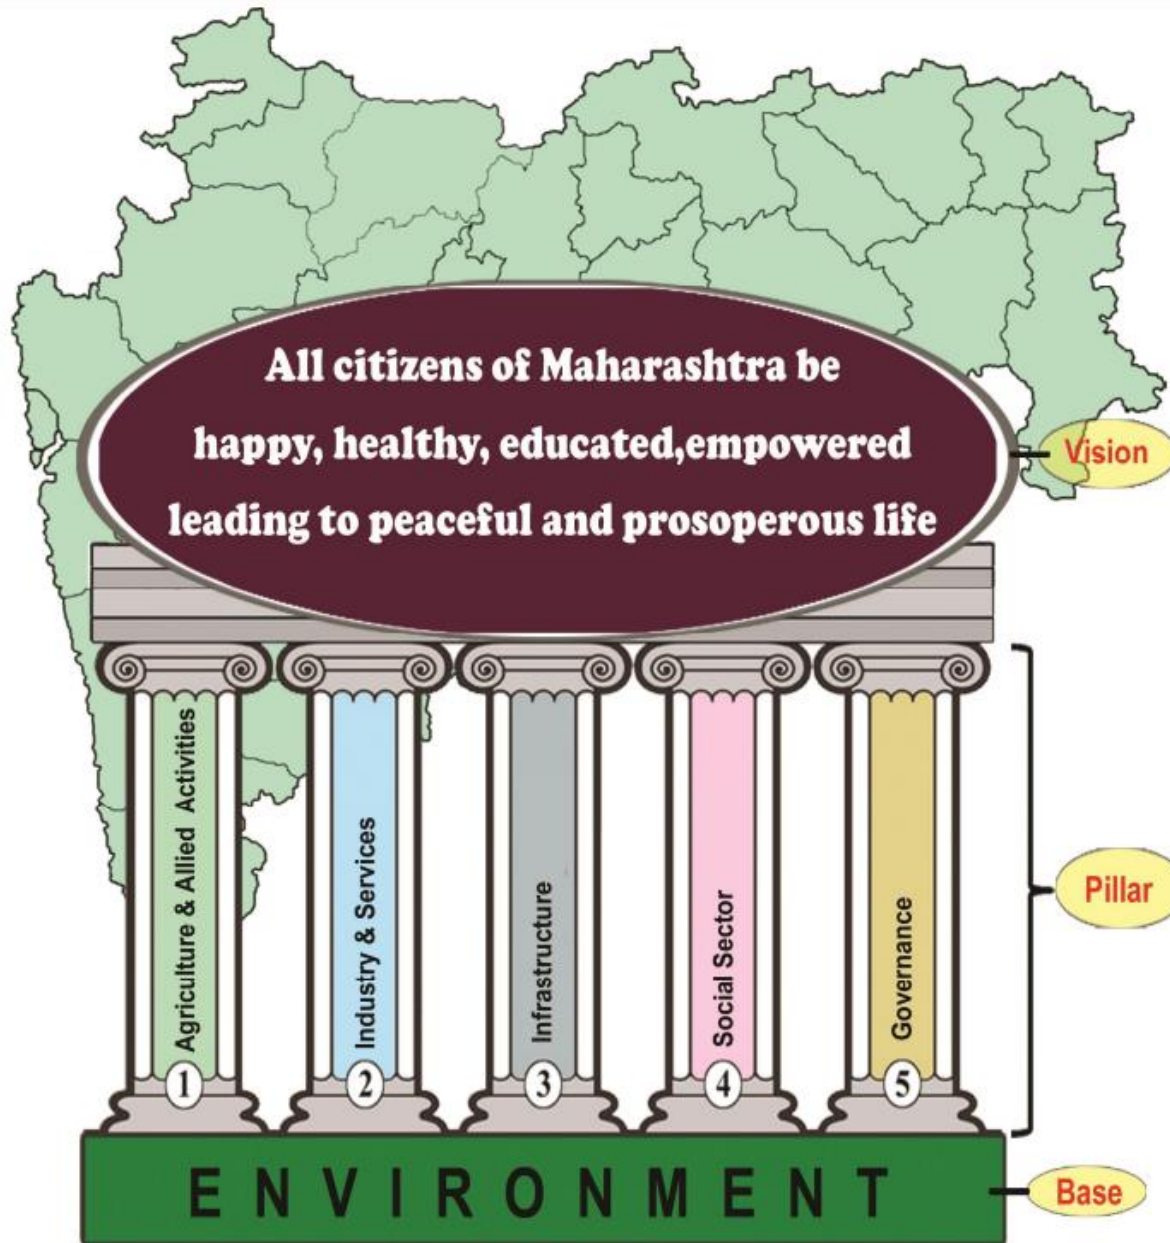 All citizens of Maharashtra be
happy, healthy, educated,empowered
leading to peaceful and prosoperous life
Vision
Agriculture & Allied Activities
Industry & Services
Infrastructure
Social Sector
Governance
1
2
3
4
5
Pillar
ENVIRONMENT
Base